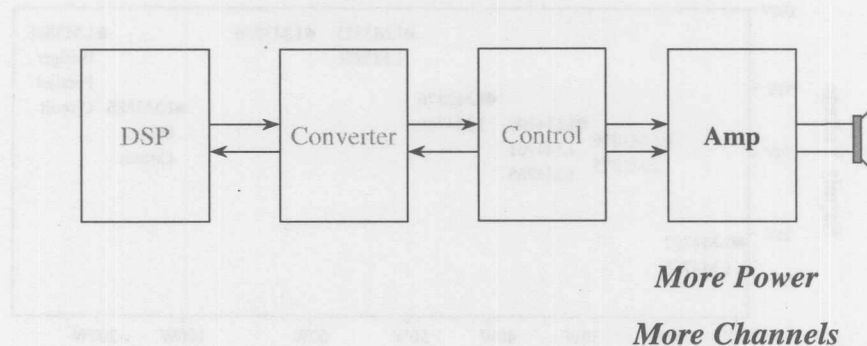 DSP
Converter
Control
Amp
More Power
More Channels